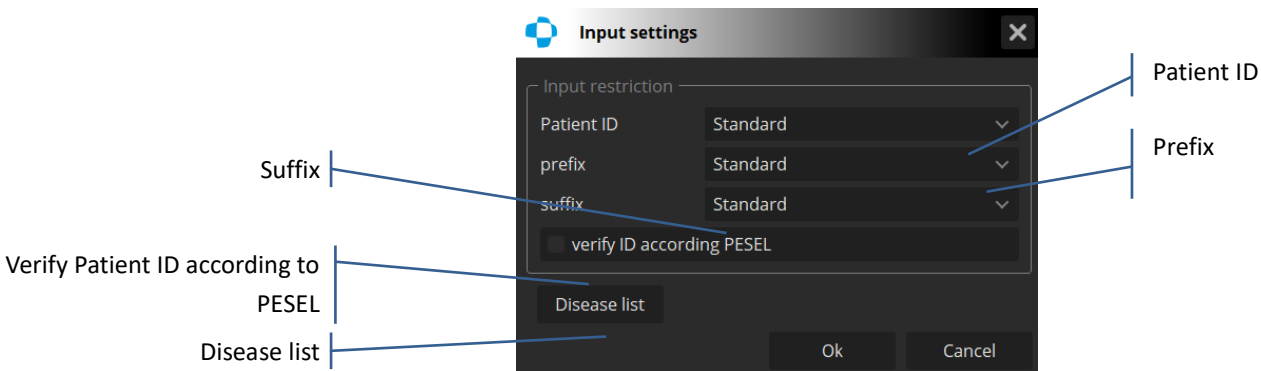 Input settings
Input restriction
Patient ID
Patient ID Standard
Prefix
prefix Standard
Suffix
suffix Standard
verify ID according PESEL
Verify Patient ID according to
PESEL
Disease list
Disease list
Ok Cancel